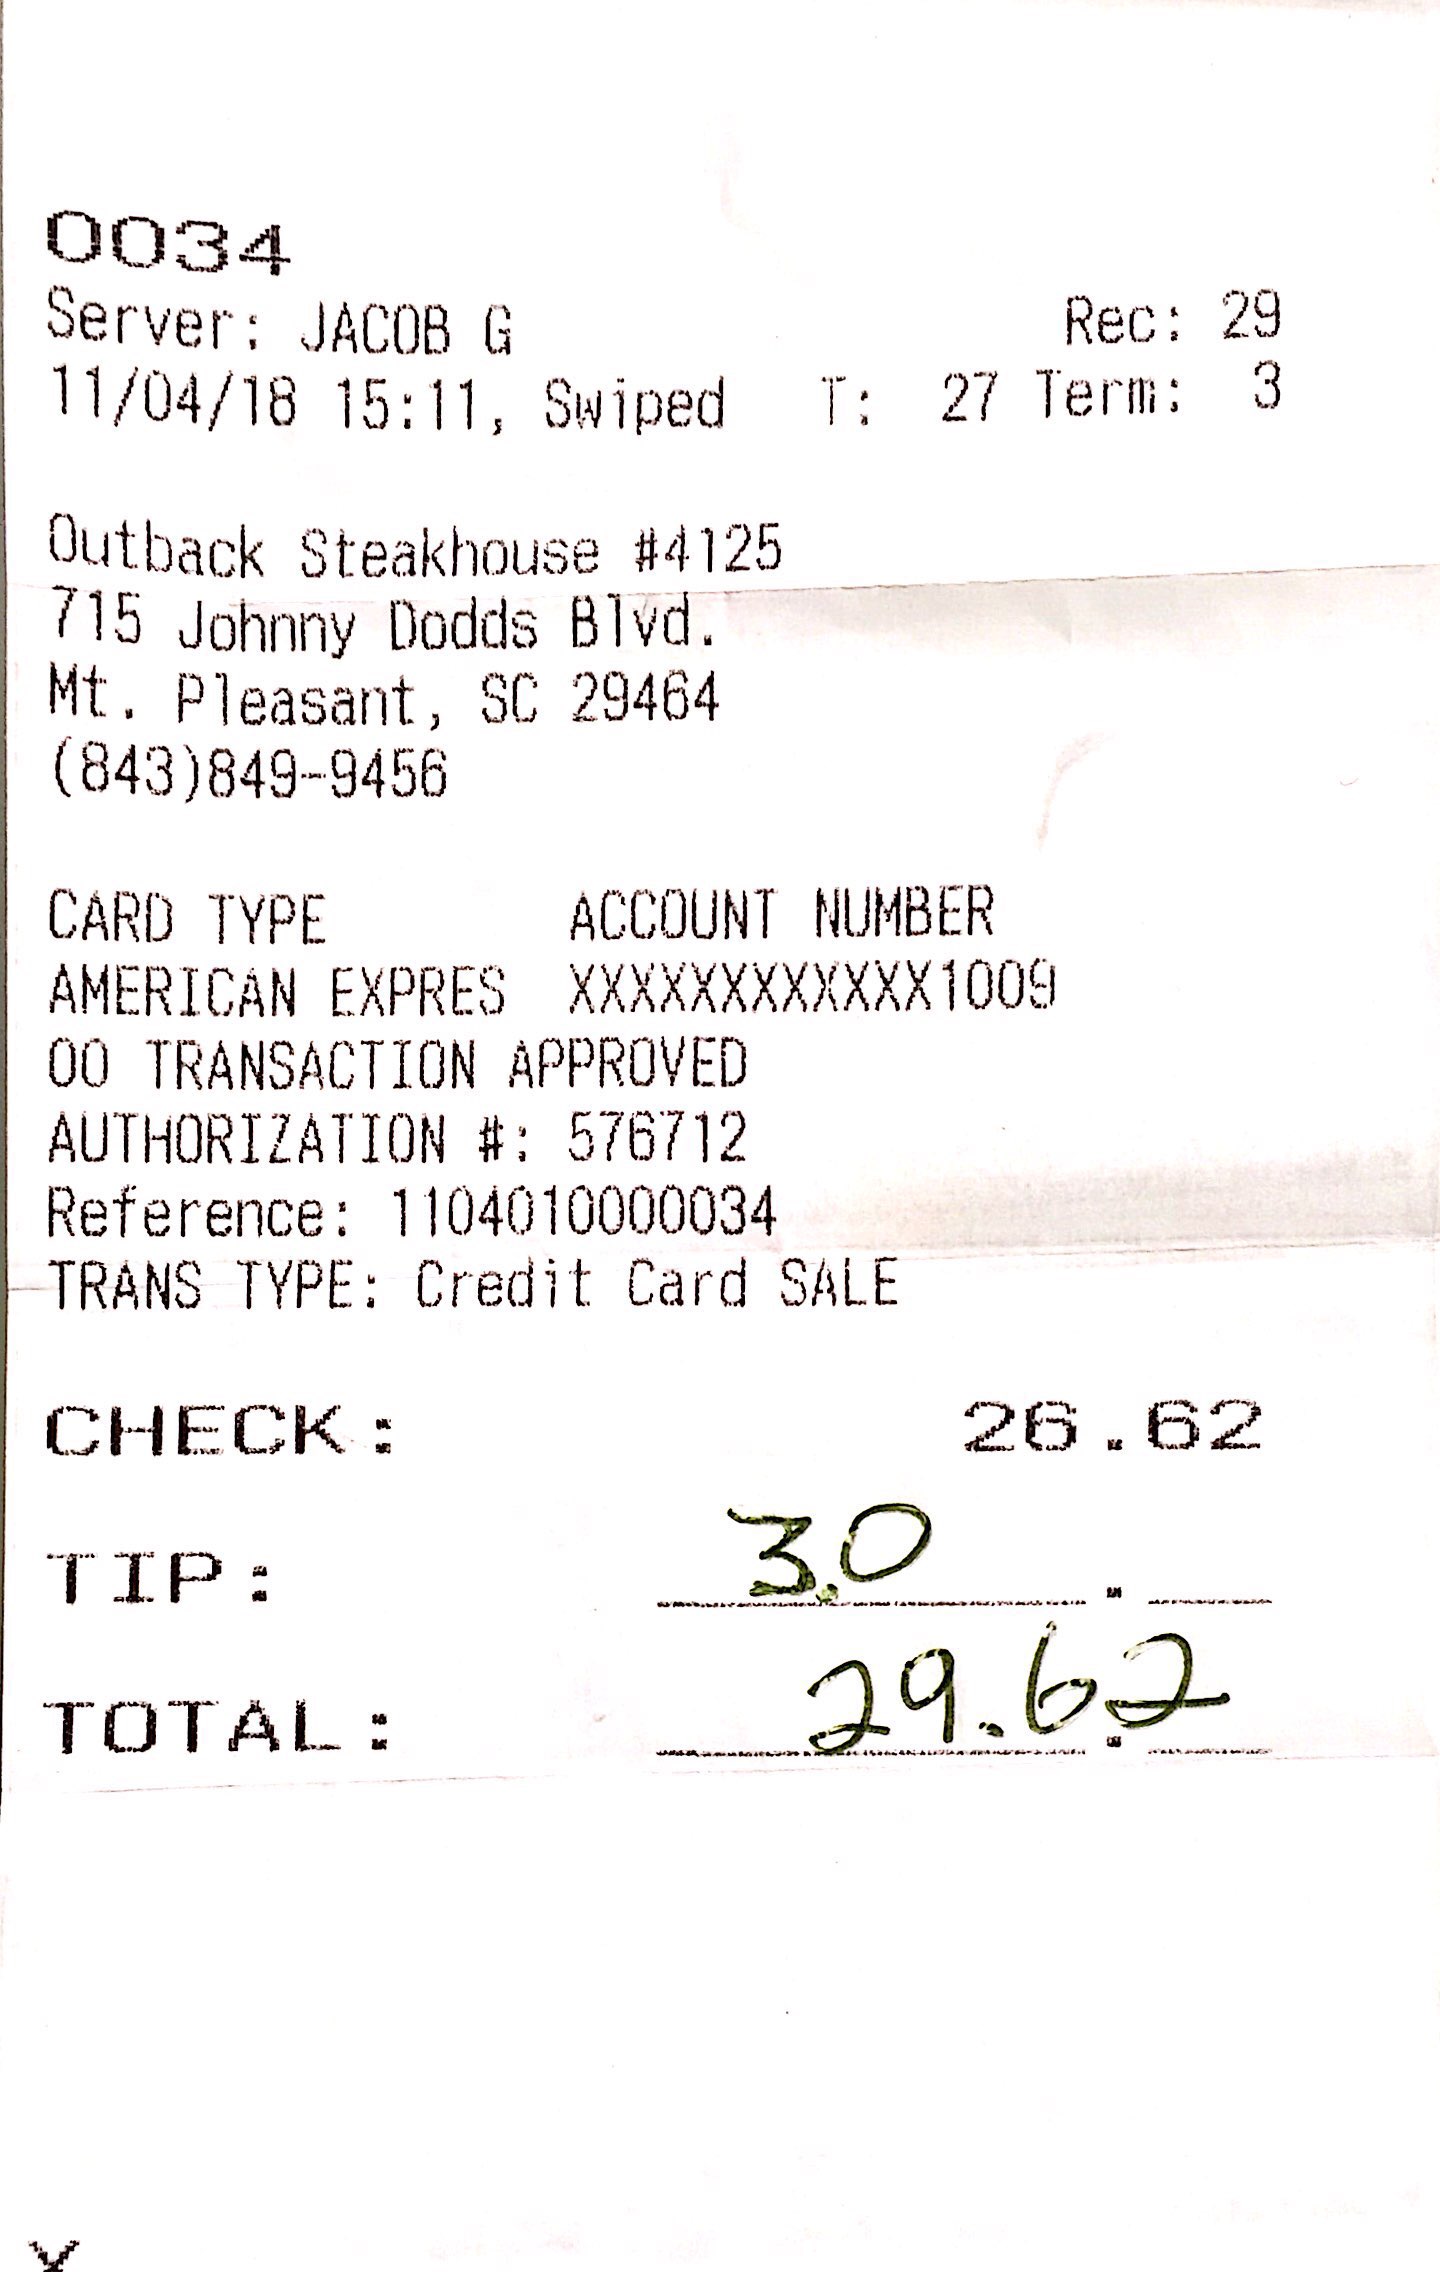 0034
Server: JACOB G Rec: 29
11/04/18 15:11, Swiped T: 27 Term: 3
Outback Steakhouse #4125
715 Johnny Dodds Blvd.
Mt. Pleasant, SC 29464
(843)849-9456
CARD TYPE ACCOUNT NUMBER
AMERICAN EXPRES XXXXXXXXXXXX1009
00 TRANSACTION APPROVED
AUTHORIZATION #: 576712
Reference: 1104010000034
TRANS TYPE: Credit Card SALE
CHECK: 26.62
TIP: 3.0
TOTAL: 29.62
X